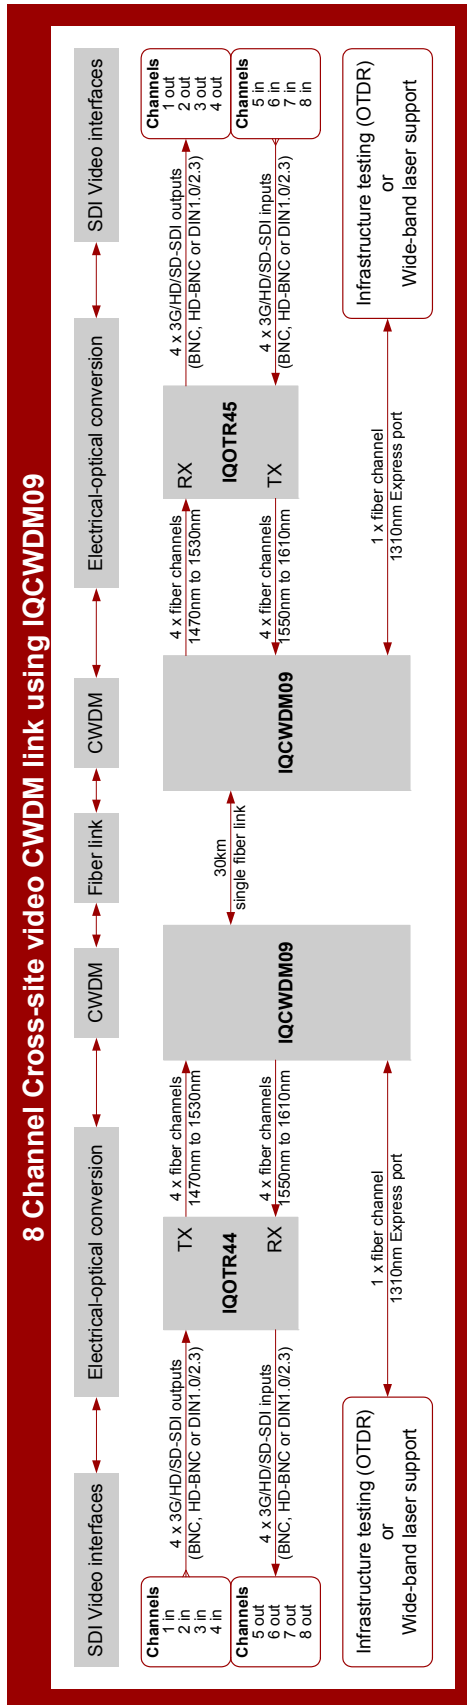 8 Channel Cross-site video CWDM link using IQCWDM09
SDI Video interfaces
Electrical-optical conversion
CWDM
Fiber link
CWDM
Electrical-optical conversion
SDI Video interfaces
Channels
1 in
2 in
3 in
4 in
4 x 3G/HD/SD-SDI outputs
(BNC, HD-BNC or DIN1.0/2.3)
TX
IQOTR44
RX
4 x fiber channels
1470nm to 1530nm
Channels
5 out
6 out
7 out
8 out
4 x 3G/HD/SD-SDI inputs
(BNC, HD-BNC or DIN1.0/2.3)
4 x fiber channels
1550nm to 1610nm
IQCWDM09
30km
single fiber link
IQCWDM09
4 x fiber channels
1470nm to 1530nm
RX
IQOTR45
TX
4 x 3G/HD/SD-SDI outputs
(BNC, HD-BNC or DIN1.0/2.3)
Channels
1 out
2 out
3 out
4 out
4 x fiber channels
1550nm to 1610nm
4 x 3G/HD/SD-SDI inputs
(BNC, HD-BNC or DIN1.0/2.3)
Channels
5 in
6 in
7 in
8 in
Infrastructure testing (OTDR)
or
Wide-band laser support
1 x fiber channel
1310nm Express port
1 x fiber channel
1310nm Express port
Infrastructure testing (OTDR)
or
Wide-band laser support